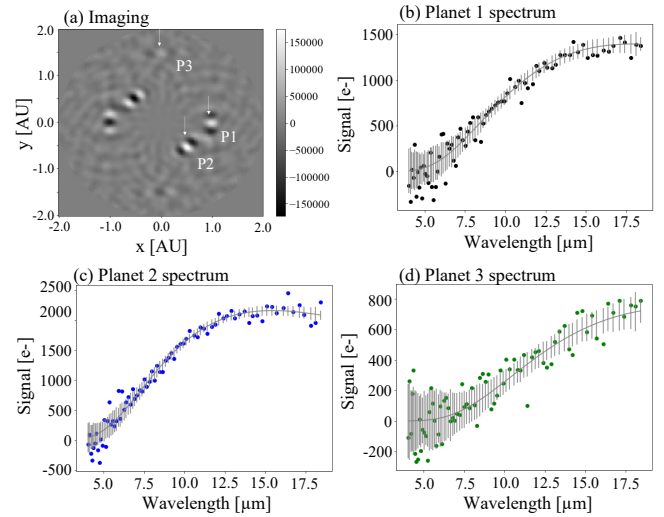 (a) Imaging
2.0
1.0
0.0
-1.0
-2.0
y [AU]
-2.0 -1.0 0.0 1.0 2.0
x [AU]
P3
P1
P2
150000
100000
50000
0
−50000
−100000
−150000
(b) Planet 1 spectrum
1500
1000
500
0
Signal [e-]
5.0 7.5 10.0 12.5 15.0 17.5
Wavelength [µm]
(c) Planet 2 spectrum
2500
2000
1500
1000
500
0
-500
Signal [e-]
5.0 7.5 10.0 12.5 15.0 17.5
Wavelength [µm]
(d) Planet 3 spectrum
800
600
400
200
0
-200
Signal [e-]
5.0 7.5 10.0 12.5 15.0 17.5
Wavelength [µm]